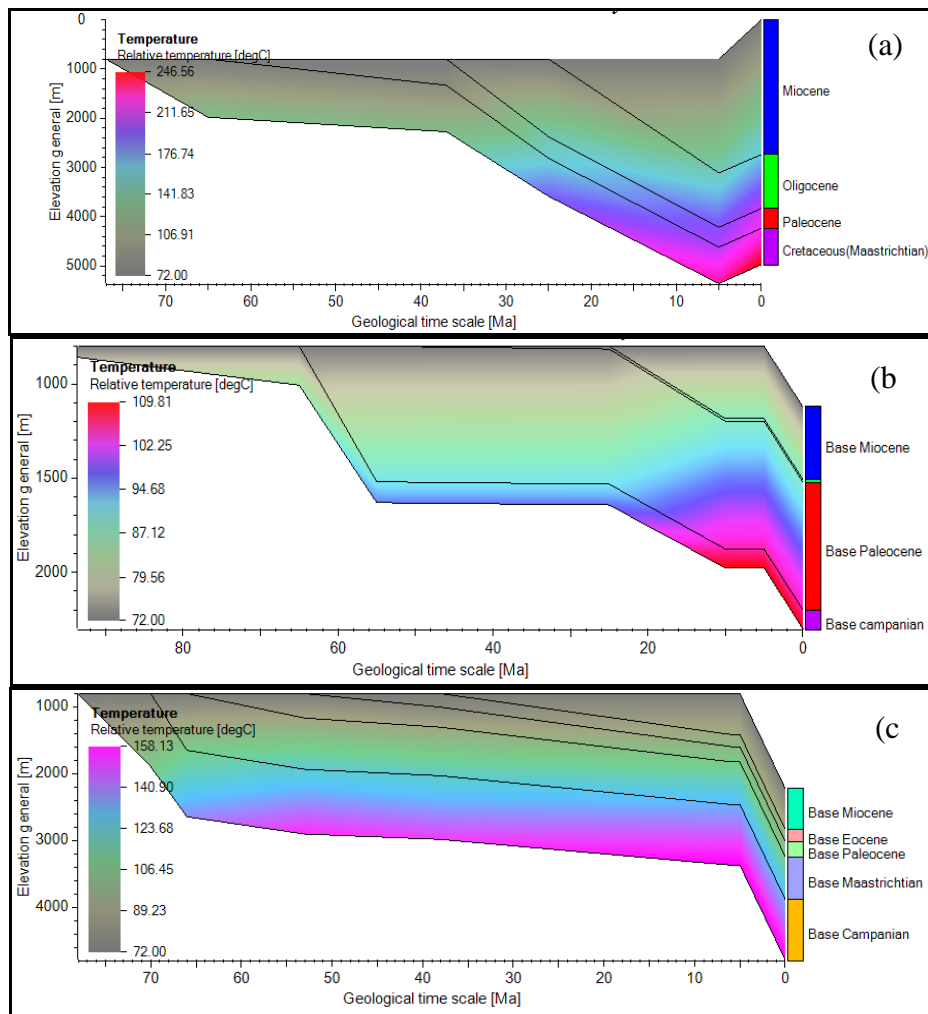 (a)
Temperature
Relative temperature [degC]
246.56
211.65
176.74
141.83
106.91
72.00
Elevation general [m]
0
1000
2000
3000
4000
5000
70
60
50
40
30
20
10
0
Geological time scale [Ma]
Miocene
Oligocene
Paleocene
Cretaceous(Maastrichtian)
(b
Temperature
Relative temperature [degC]
109.81
102.25
94.68
87.12
79.56
72.00
Elevation general [m]
1000
1500
2000
80
60
40
20
0
Geological time scale [Ma]
Base Miocene
Base Paleocene
Base campanian
(c)
Temperature
Relative temperature [degC]
158.13
140.90
123.68
106.45
89.23
72.00
Elevation general [m]
1000
2000
3000
4000
70
60
50
40
30
20
10
0
Geological time scale [Ma]
Base Miocene
Base Eocene
Base Paleocene
Base Maastrichtian
Base Campanian